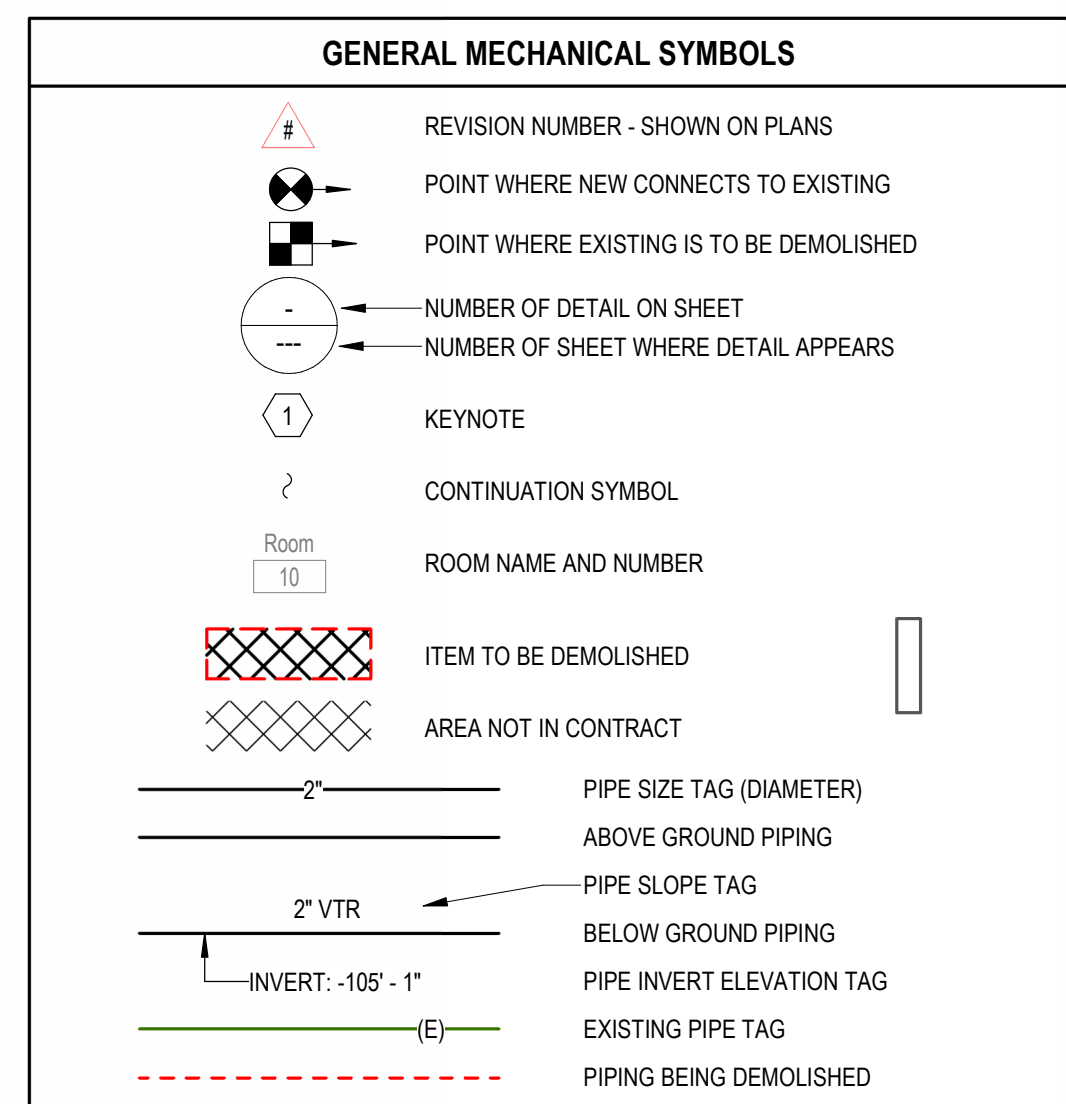 GENERAL MECHANICAL SYMBOLS
# REVISION NUMBER - SHOWN ON PLANS
POINT WHERE NEW CONNECTS TO EXISTING
POINT WHERE EXISTING IS TO BE DEMOLISHED
- NUMBER OF DETAIL ON SHEET
--- NUMBER OF SHEET WHERE DETAIL APPEARS
1 KEYNOTE
CONTINUATION SYMBOL
Room
10
ROOM NAME AND NUMBER
ITEM TO BE DEMOLISHED
AREA NOT IN CONTRACT
2" PIPE SIZE TAG (DIAMETER)
ABOVE GROUND PIPING
PIPE SLOPE TAG
2" VTR
BELOW GROUND PIPING
INVERT: -105' - 1" PIPE INVERT ELEVATION TAG
(E) EXISTING PIPE TAG
PIPING BEING DEMOLISHED